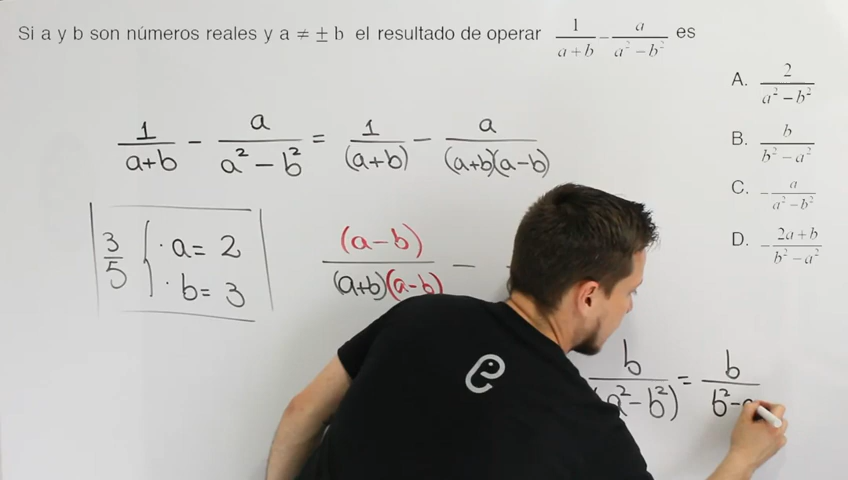 Si a y b son números reales y a ≠ ± b el resultado de operar 1/(a+b) − a/(a² − b²) es
A. 2/(a² − b²)
B. b/(b² − a²)
C. − a/(a² − b²)
D. − (2a + b)/(b² − a²)
1/(a+b) − a/(a² − b²) = 1/(a+b) − a/((a+b)(a−b))
3/5 { · a = 2
· b = 3
(a−b)/((a+b)(a−b)) −
b/(a² − b²) = b/(b² −